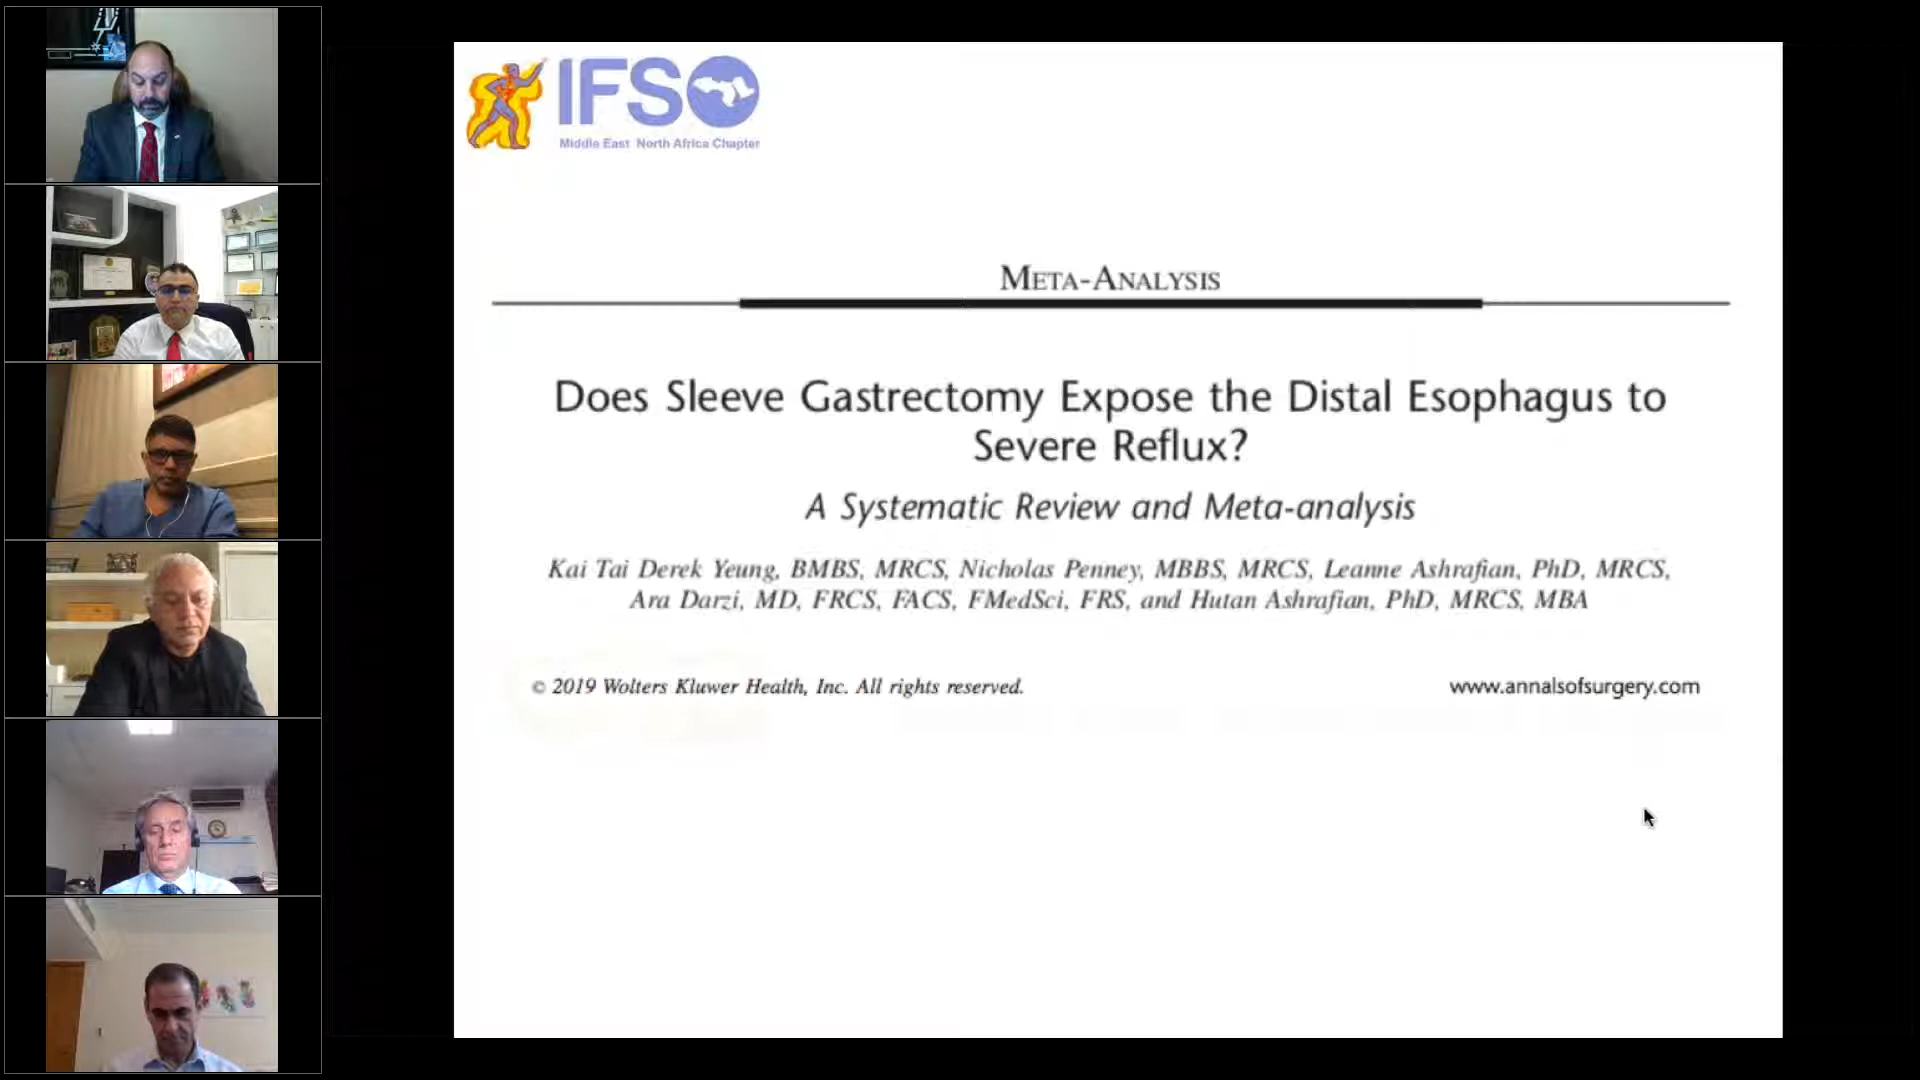 IFSO
Middle East North Africa Chapter
META-ANALYSIS
Does Sleeve Gastrectomy Expose the Distal Esophagus to
Severe Reflux?
A Systematic Review and Meta-analysis
Kai Tai Derek Yeung, BMBS, MRCS, Nicholas Penney, MBBS, MRCS, Leanne Ashrafian, PhD, MRCS,
Ara Darzi, MD, FRCS, FACS, FMedSci, FRS, and Hutan Ashrafian, PhD, MRCS, MBA
© 2019 Wolters Kluwer Health, Inc. All rights reserved.
www.annalsofsurgery.com